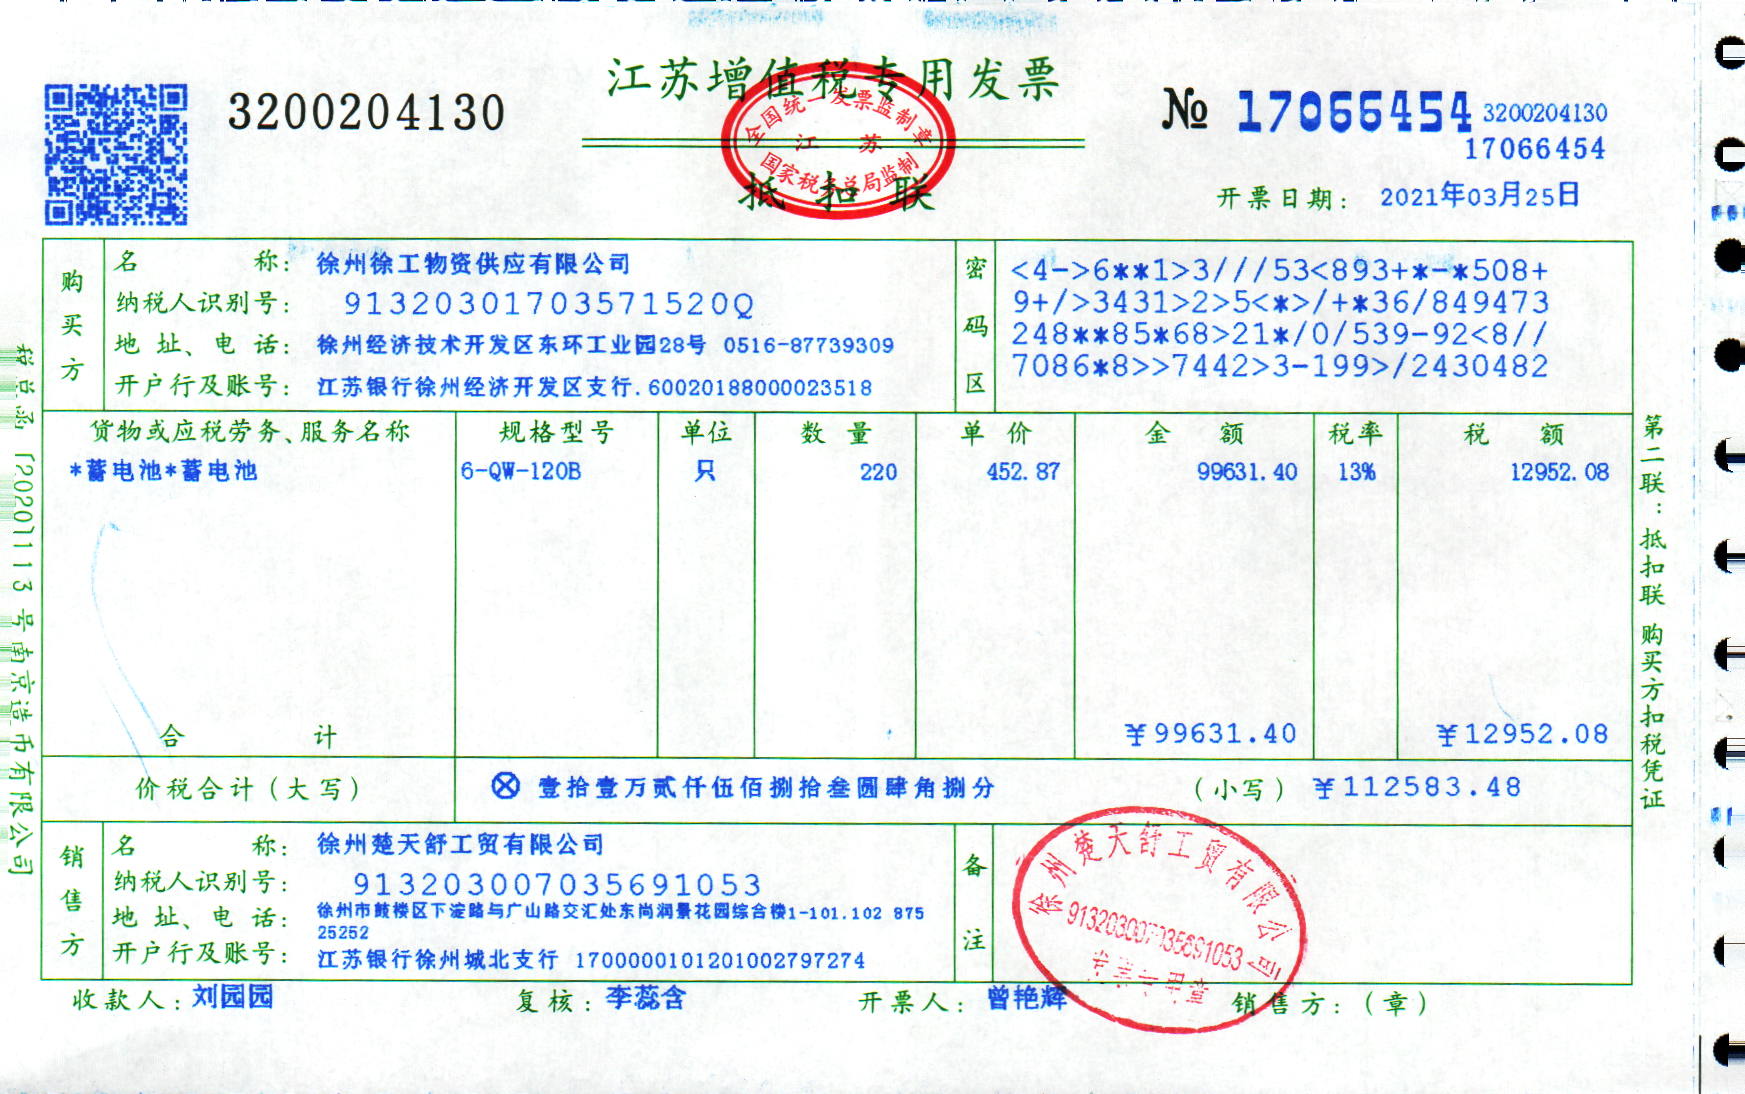 江苏增值税专用发票
3200204130
№ 17066454 3200204130
17066454
全国统一发票监制章
江 苏
国家税务总局监制
抵 扣 联
开票日期: 2021年03月25日
购买方
名 称: 徐州徐工物资供应有限公司
纳税人识别号: 91320301703571520Q
地 址、电 话: 徐州经济技术开发区东环工业园28号 0516-87739309
开户行及账号: 江苏银行徐州经济开发区支行.60020188000023518
密码区
<4->6**1>3///53<893+*-*508+
9+/>3431>2>5<*>/+*36/849473
248**85*68>21*/0/539-92<8//
7086*8>>7442>3-199>/2430482
货物或应税劳务、服务名称 规格型号 单位 数 量 单 价 金 额 税率 税 额
*蓄电池*蓄电池 6-QW-120B 只 220 452.87 99631.40 13% 12952.08
合 计 ¥99631.40 ¥12952.08
价税合计(大写) ⊗壹拾壹万贰仟伍佰捌拾叁圆肆角捌分 (小写) ¥112583.48
销售方
名 称: 徐州楚天舒工贸有限公司
纳税人识别号: 913203007035691053
地 址、电 话: 徐州市鼓楼区下淀路与广山路交汇处东尚润景花园综合楼1-101.102 875
25252
开户行及账号: 江苏银行徐州城北支行 1700000101201002797274
备注
徐州楚天舒工贸有限公司
913203007035691053
收款人: 刘园园 复核: 李蕊含 开票人: 曾艳辉 销售方:(章)
税总函[2020]113号南京造币有限公司
第二联:抵扣联 购买方扣税凭证